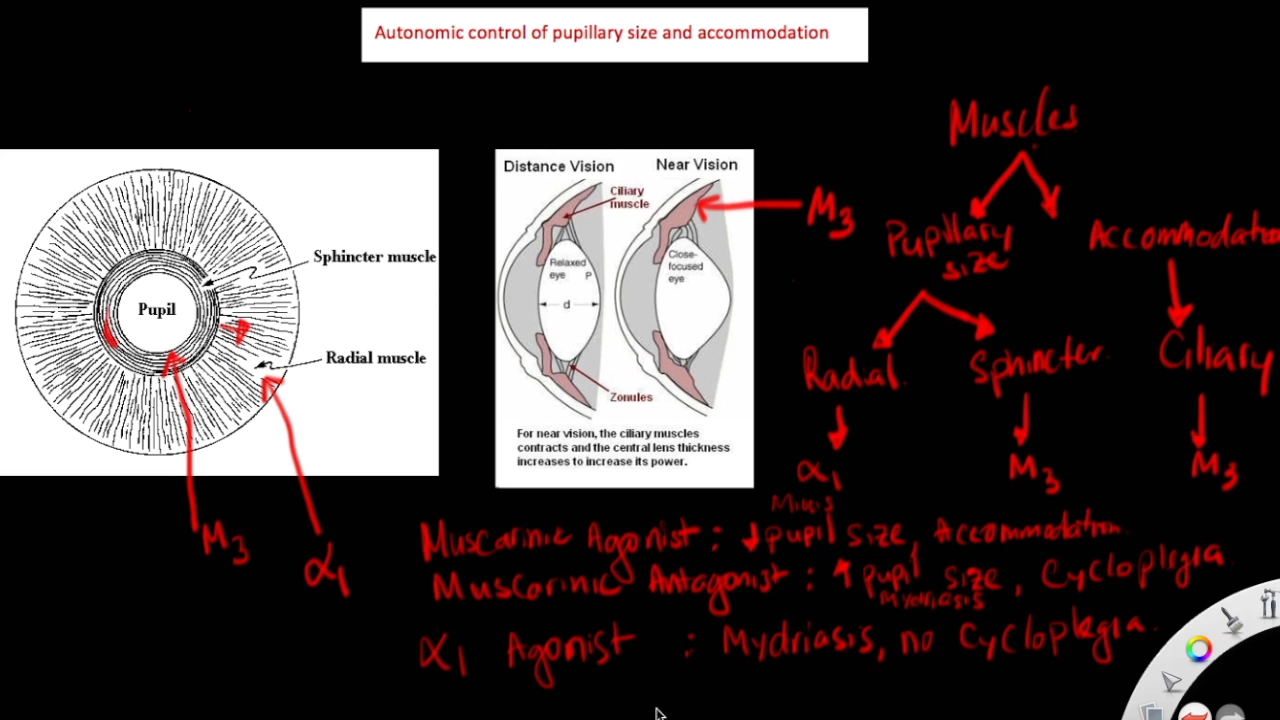 Autonomic control of pupillary size and accommodation
Sphincter muscle
Pupil
Radial muscle
M3
α1
Distance Vision
Near Vision
Ciliary
muscle
Relaxed
eye
P
d
Close-
focused
eye
Zonules
For near vision, the ciliary muscles
contracts and the central lens thickness
increases to increase its power.
M3
Muscles
Pupillary
size
Accommodation
Radial.
Sphincter.
Ciliary
α1
M3
M3
Miosis
Muscarinic Agonist : ↓ pupil size, Accommodation.
Muscarinic Antagonist : ↑ pupil size, Cycloplegia.
Mydriasis
α1 Agonist : Mydriasis, no Cycloplegia.